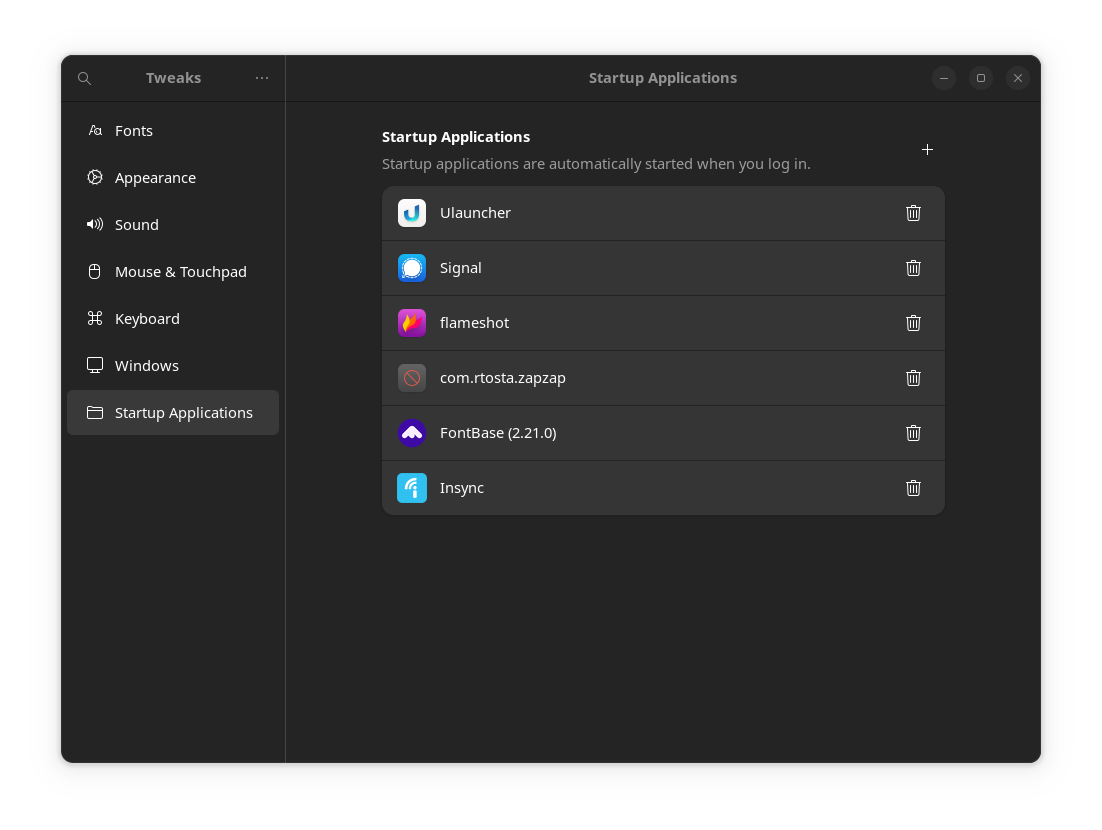 Tweaks
Startup Applications
Fonts
Appearance
Sound
Mouse & Touchpad
Keyboard
Windows
Startup Applications
Startup Applications
Startup applications are automatically started when you log in.
Ulauncher
Signal
flameshot
com.rtosta.zapzap
FontBase (2.21.0)
Insync